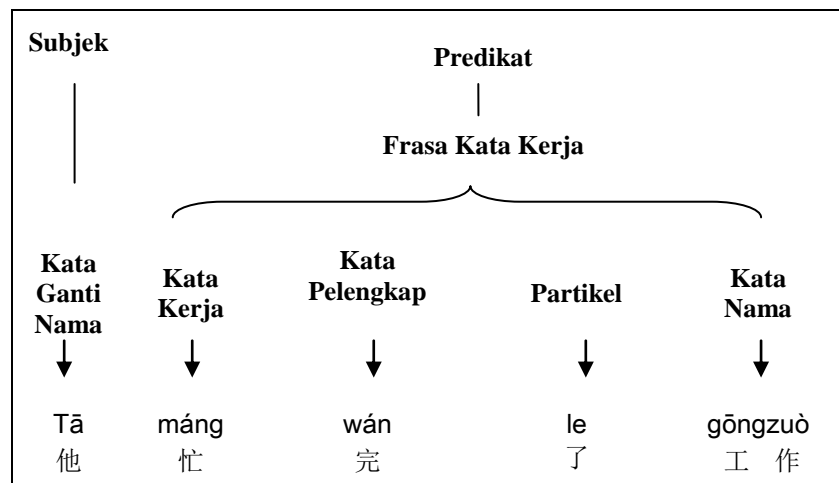 Subjek
Predikat
Frasa Kata Kerja
Kata
Ganti
Nama
Kata
Kerja
Kata
Pelengkap
Partikel
Kata
Nama
Tā máng wán le gōngzuò
他 忙 完 了 工 作